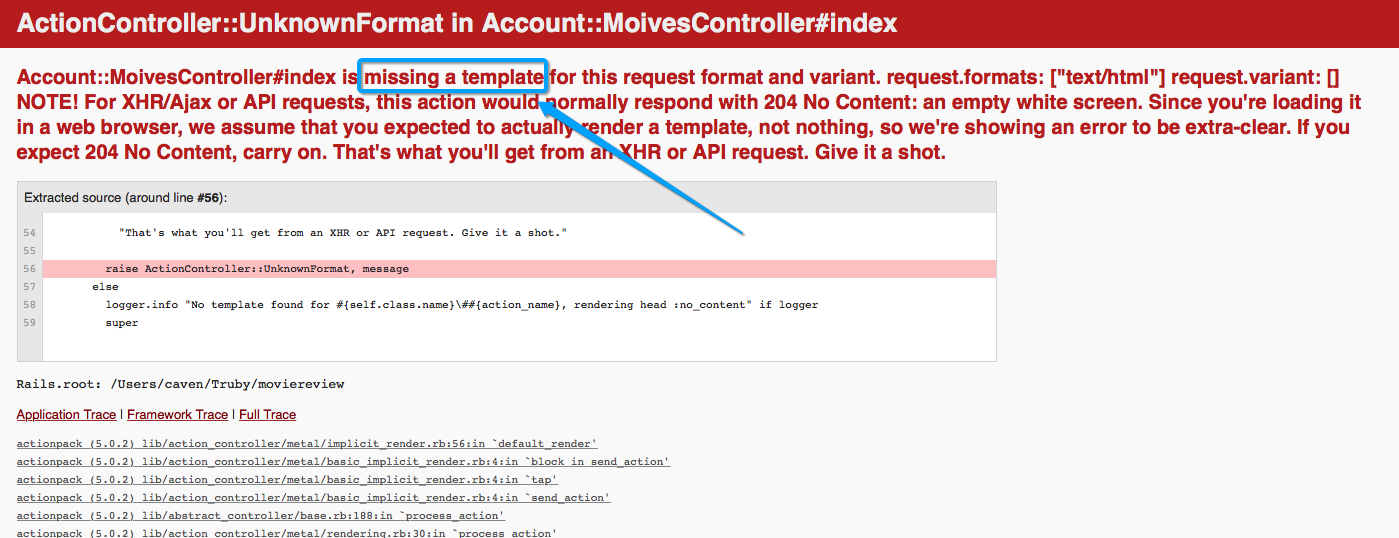 ActionController::UnknownFormat in Account::MoivesController#index
Account::MoivesController#index is missing a template for this request format and variant. request.formats: ["text/html"] request.variant: []
NOTE! For XHR/Ajax or API requests, this action would normally respond with 204 No Content: an empty white screen. Since you're loading it
in a web browser, we assume that you expected to actually render a template, not nothing, so we're showing an error to be extra-clear. If you
expect 204 No Content, carry on. That's what you'll get from an XHR or API request. Give it a shot.
Extracted source (around line #56):
54 "That's what you'll get from an XHR or API request. Give it a shot."
55
56 raise ActionController::UnknownFormat, message
57 else
58 logger.info "No template found for #{self.class.name}\##{action_name}, rendering head :no_content" if logger
59 super
Rails.root: /Users/caven/Truby/moviereview
Application Trace | Framework Trace | Full Trace
actionpack (5.0.2) lib/action_controller/metal/implicit_render.rb:56:in `default_render'
actionpack (5.0.2) lib/action_controller/metal/basic_implicit_render.rb:4:in `block in send_action'
actionpack (5.0.2) lib/action_controller/metal/basic_implicit_render.rb:4:in `tap'
actionpack (5.0.2) lib/action_controller/metal/basic_implicit_render.rb:4:in `send_action'
actionpack (5.0.2) lib/abstract_controller/base.rb:188:in `process_action'
actionpack (5.0.2) lib/action_controller/metal/rendering.rb:30:in `process_action'